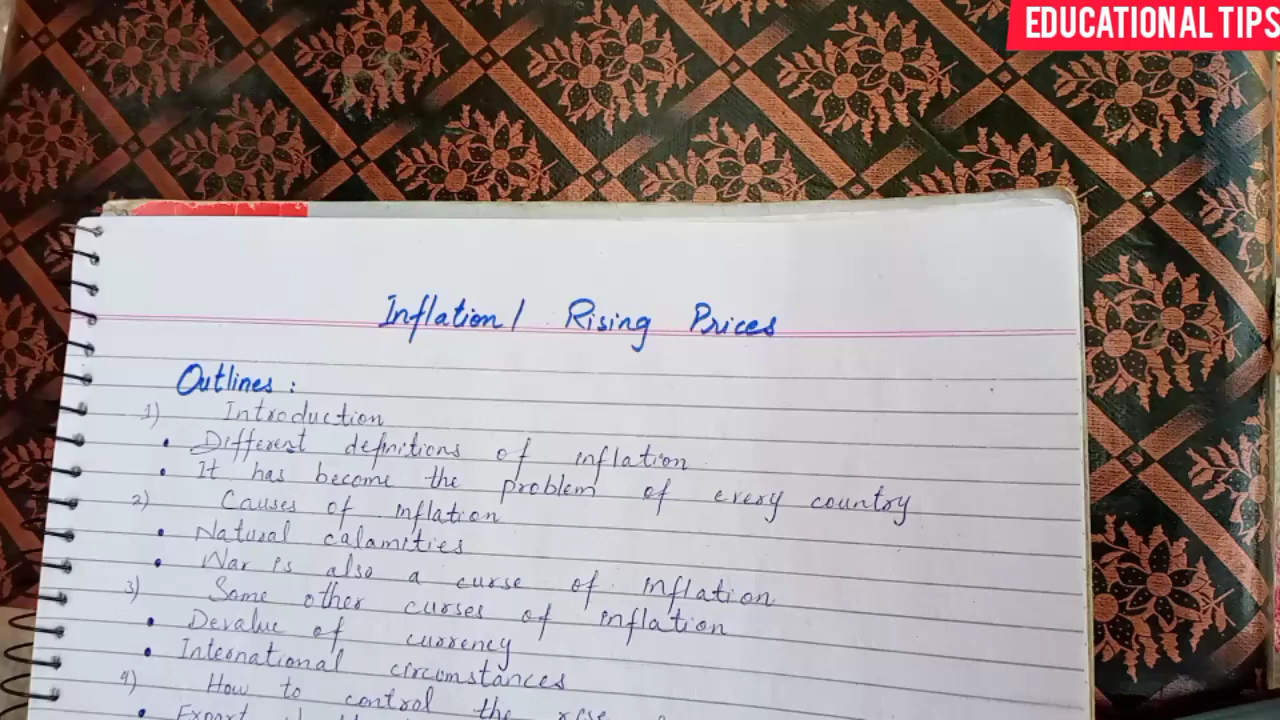 EDUCATIONAL TIPS
Inflation/ Rising Prices
Outlines :
1) Introduction
• Different definitions of inflation
• It has become the problem of every country
2) Causes of inflation
• Natural calamities
• War is also a curse of inflation
3) Some other curses of inflation
• Devalue of currency
• International circumstances
4) How to control the rise
• Export